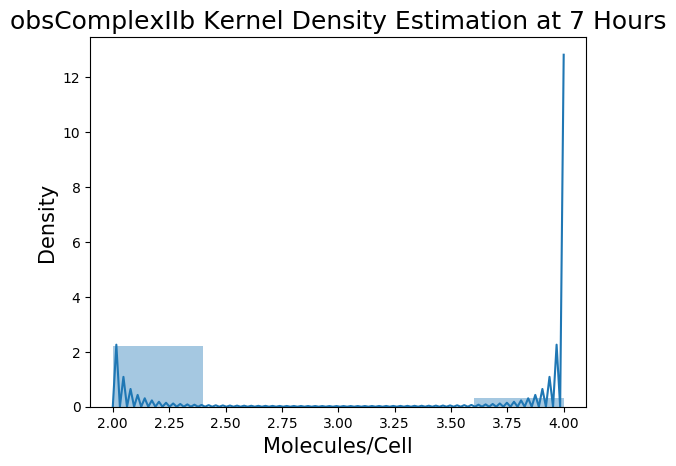 obsComplexIIb Kernel Density Estimation at 7 Hours
12
10
8
6
4
2
0
Density
2.00 2.25 2.50 2.75 3.00 3.25 3.50 3.75 4.00
Molecules/Cell